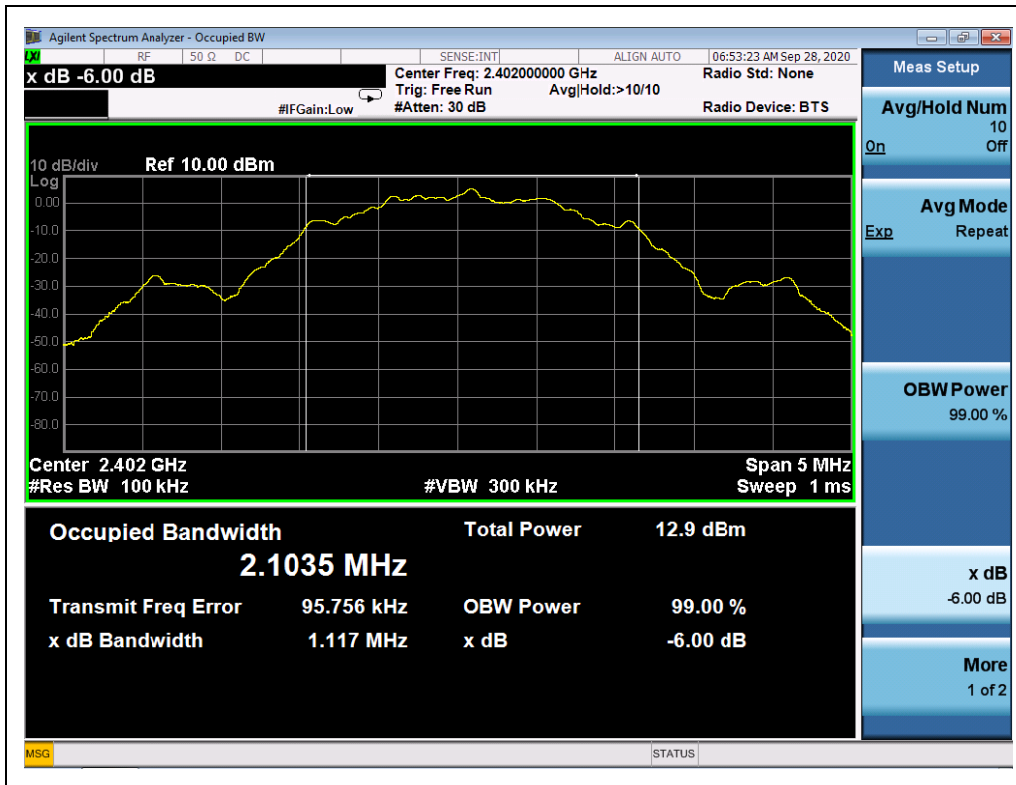 Agilent Spectrum Analyzer - Occupied BW
LXI RF 50 Ω DC SENSE:INT ALIGN AUTO 06:53:23 AM Sep 28, 2020
x dB -6.00 dB
Center Freq: 2.402000000 GHz Radio Std: None
Trig: Free Run Avg|Hold:>10/10
#IFGain:Low #Atten: 30 dB Radio Device: BTS
10 dB/div Ref 10.00 dBm
Log
0.00
-10.0
-20.0
-30.0
-40.0
-50.0
-60.0
-70.0
-80.0
Center 2.402 GHz Span 5 MHz
#Res BW 100 kHz #VBW 300 kHz Sweep 1 ms
Occupied Bandwidth Total Power 12.9 dBm
2.1035 MHz
Transmit Freq Error 95.756 kHz OBW Power 99.00 %
x dB Bandwidth 1.117 MHz x dB -6.00 dB
Meas Setup
Avg/Hold Num
10
On Off
Avg Mode
Exp Repeat
OBW Power
99.00 %
x dB
-6.00 dB
More
1 of 2
MSG STATUS